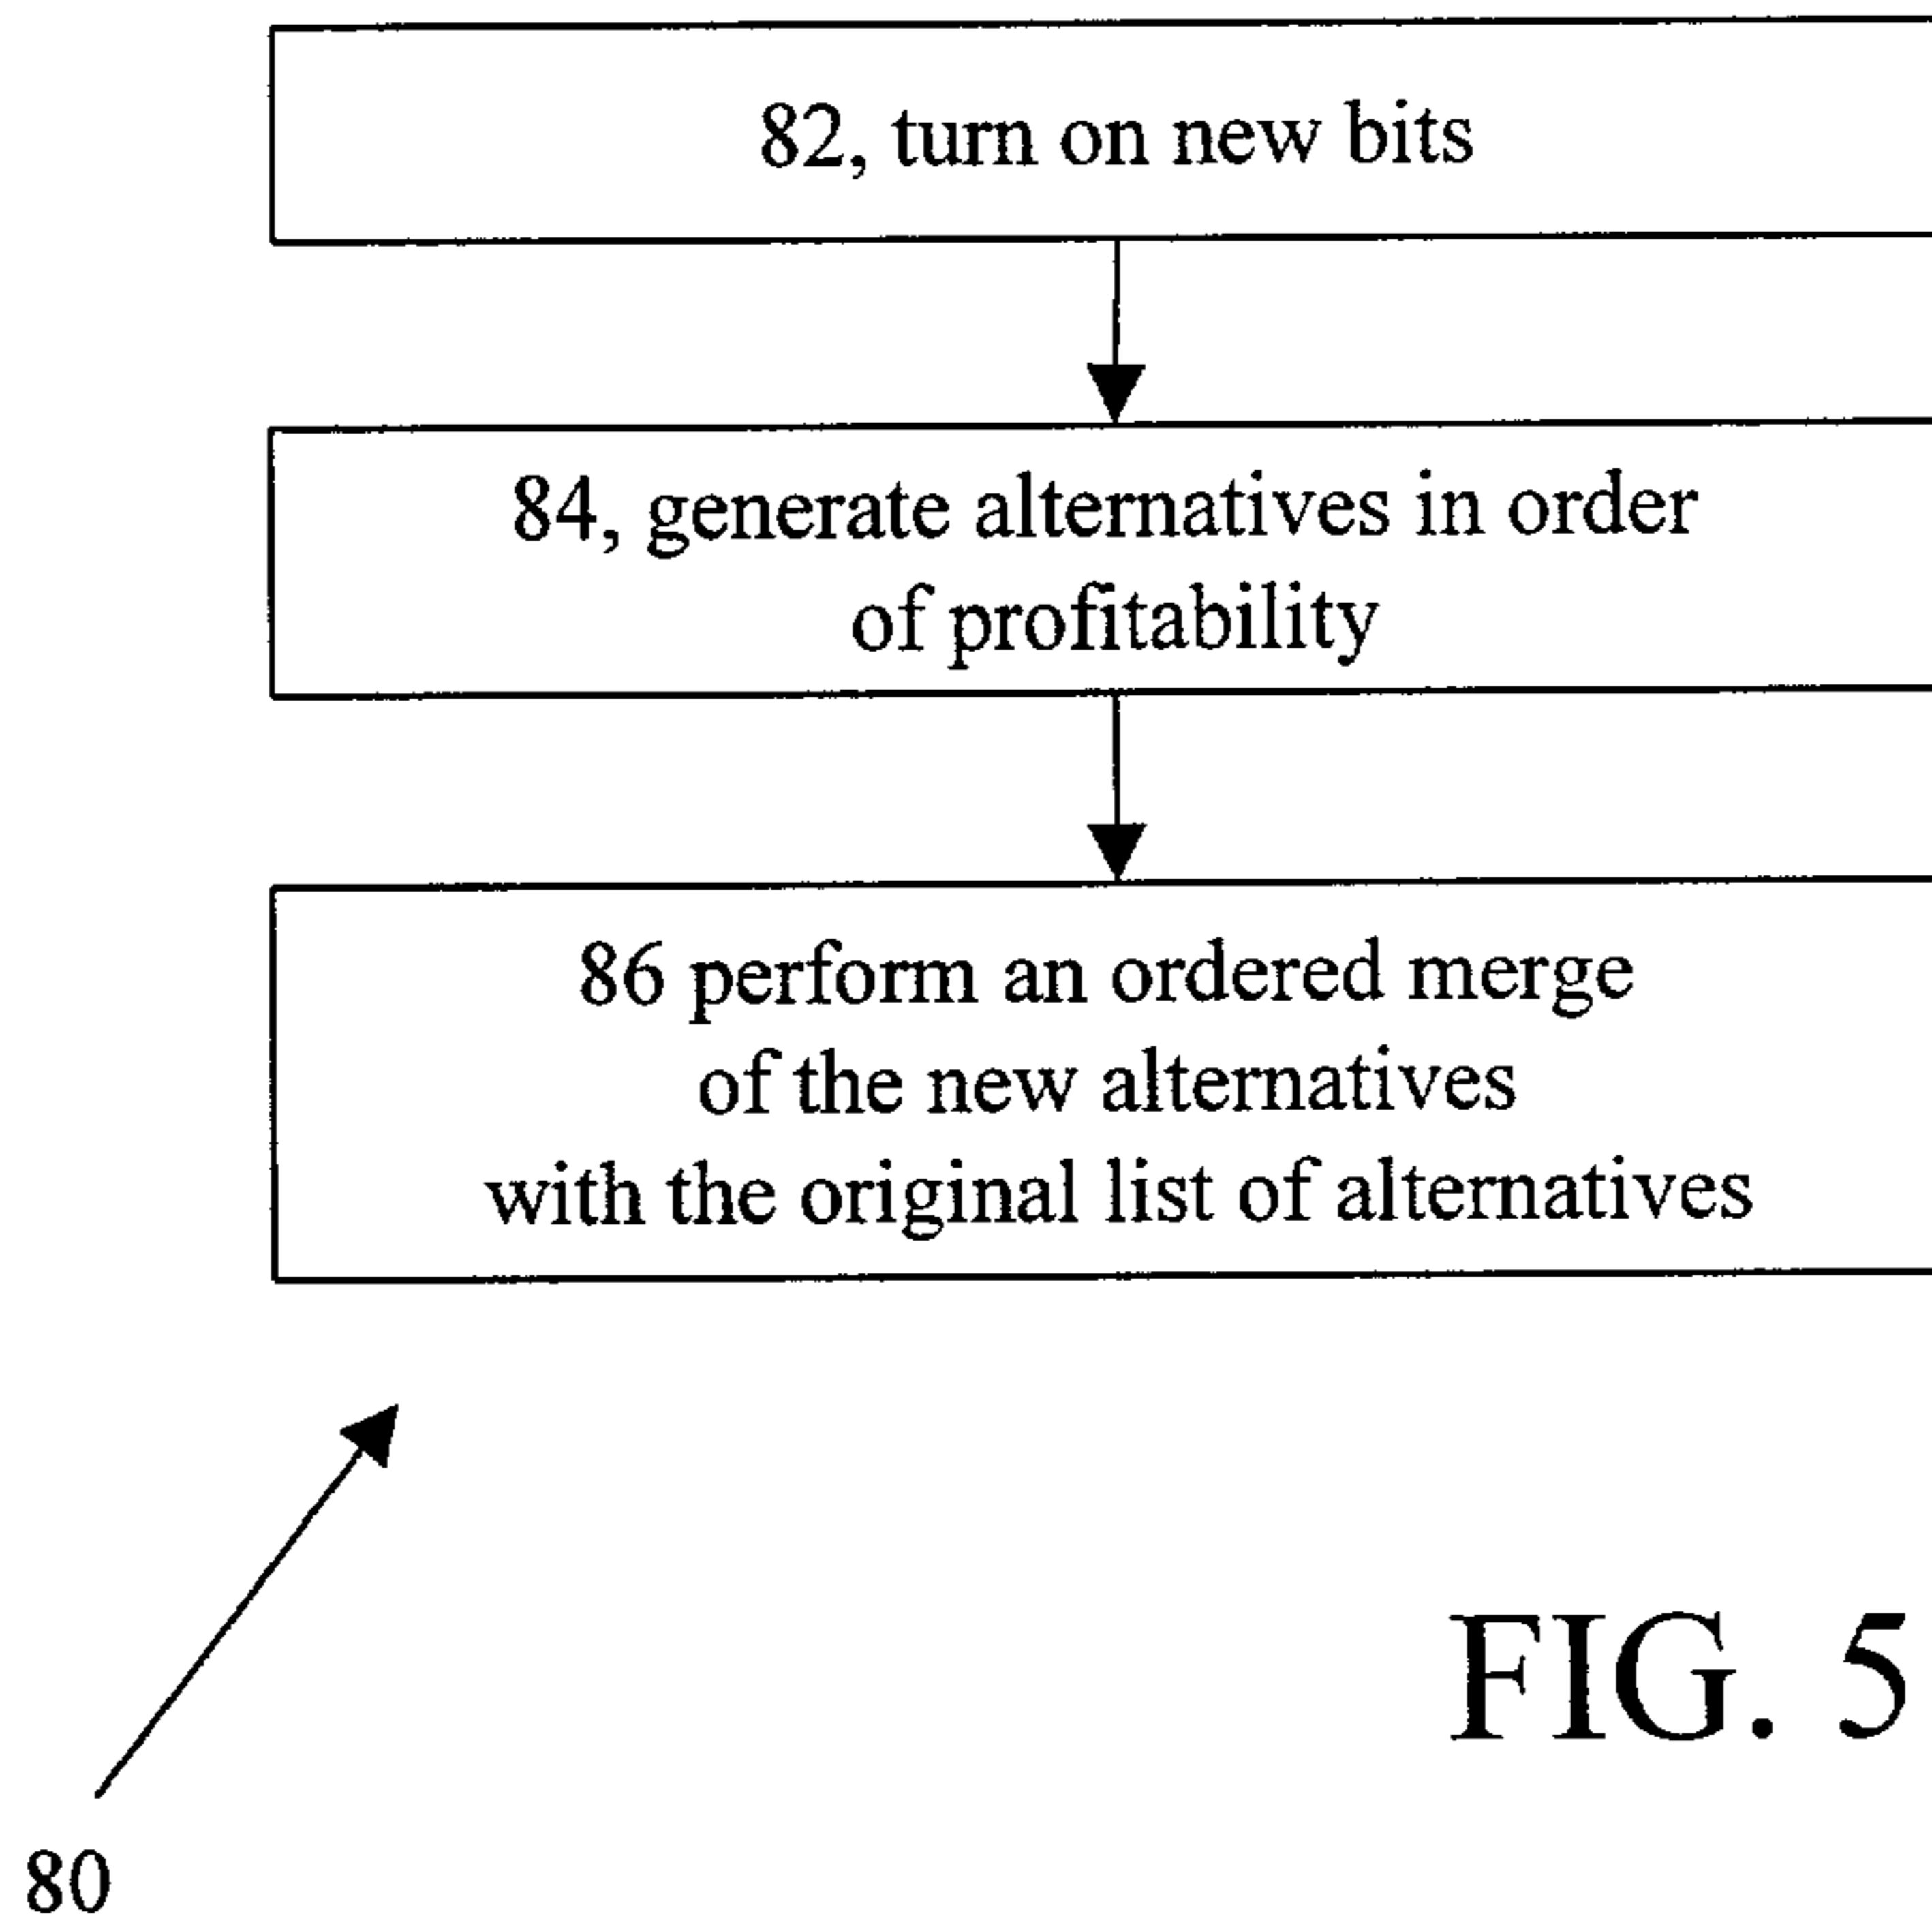 82, turn on new bits
84, generate alternatives in order
of profitability
86 perform an ordered merge
of the new alternatives
with the original list of alternatives
FIG. 5
80